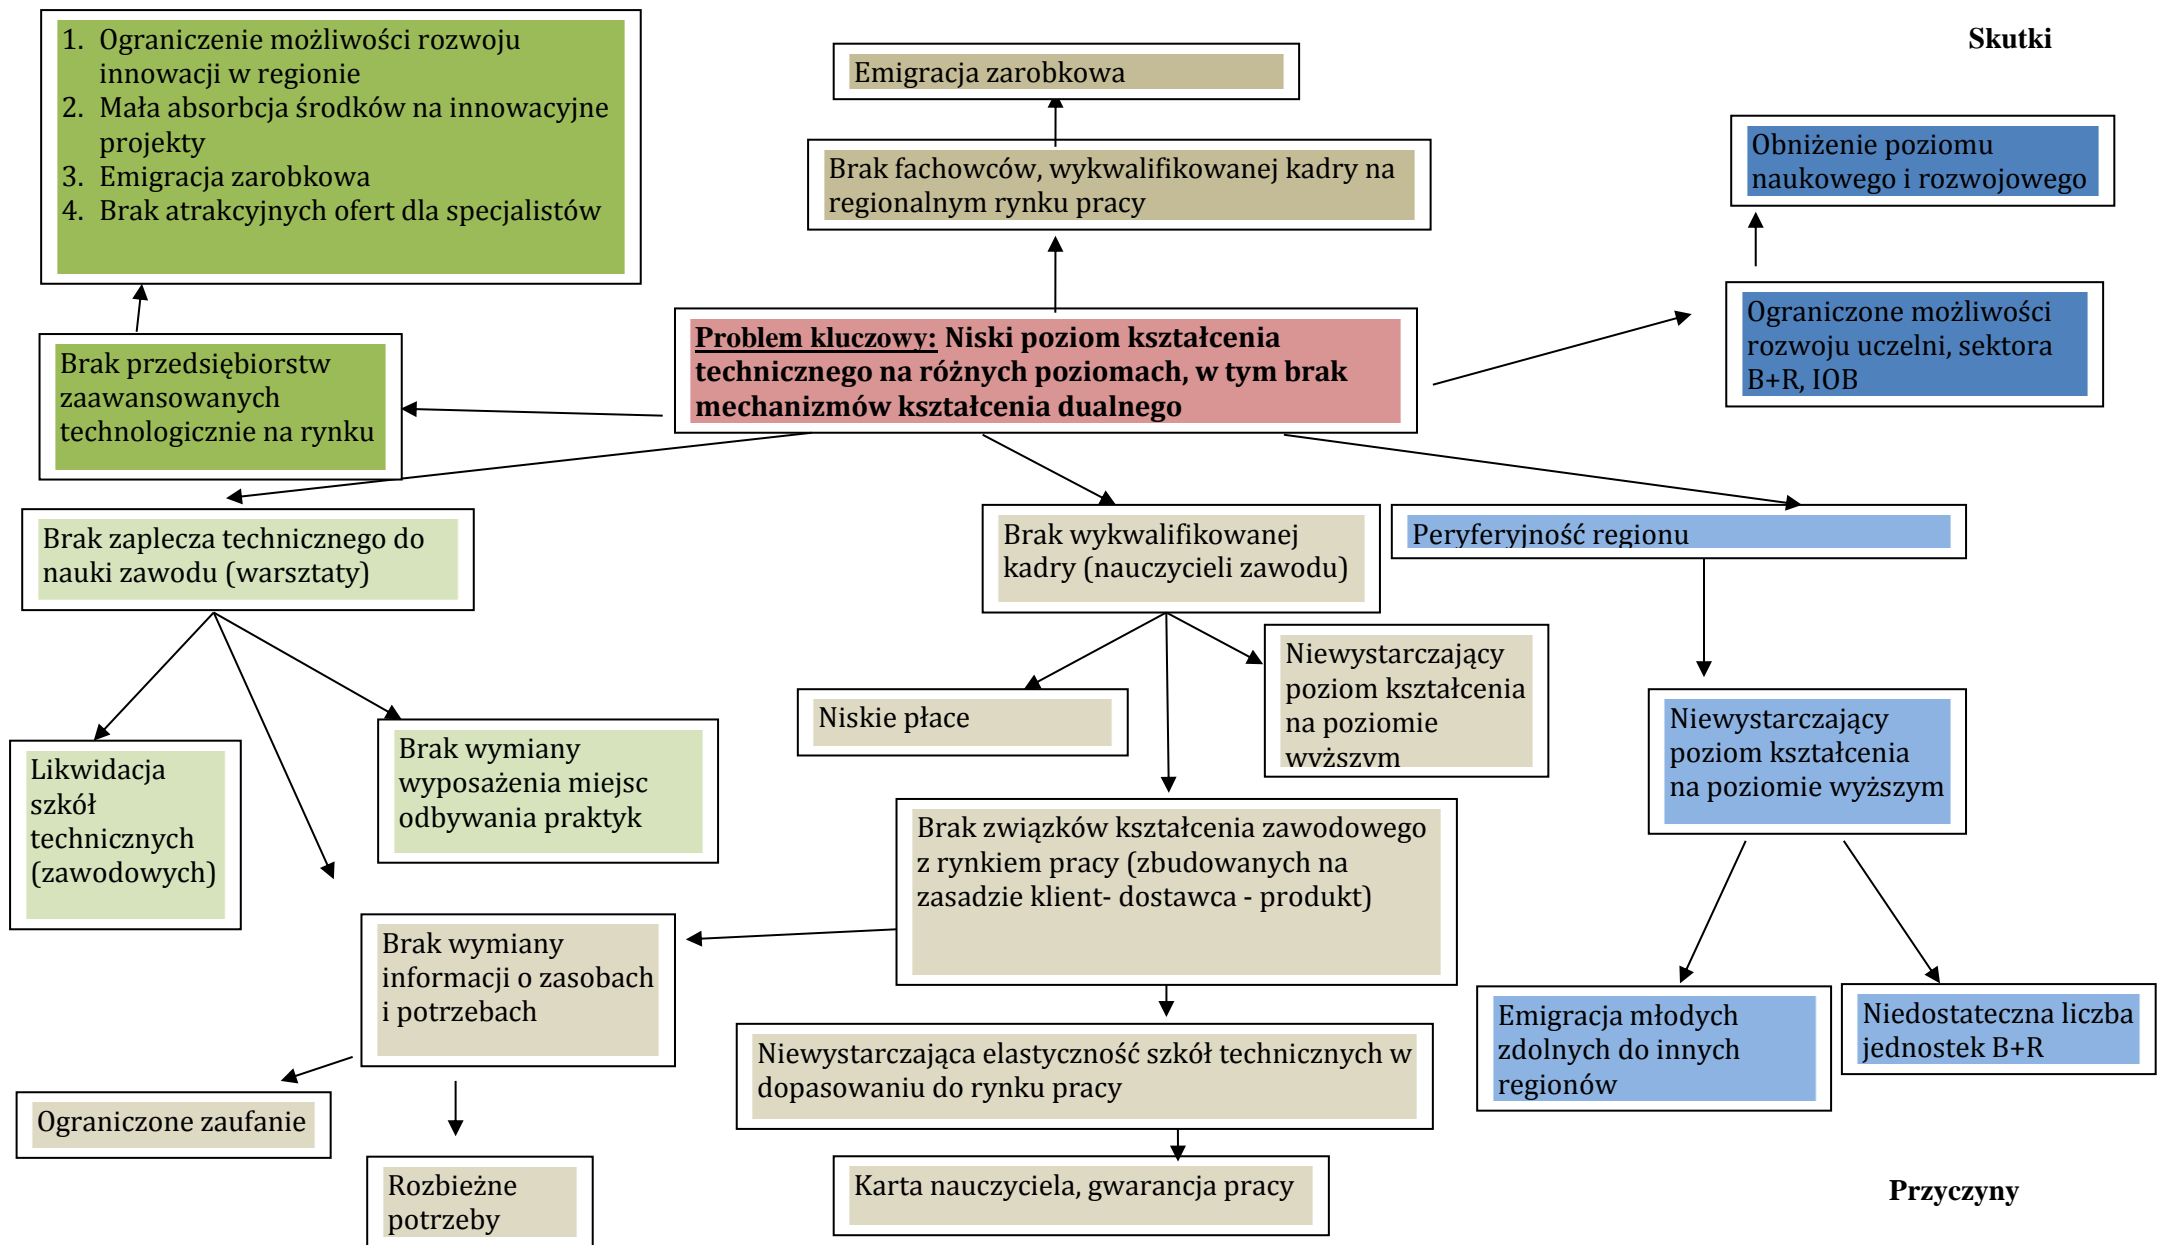 Skutki
1. Ograniczenie możliwości rozwoju
innowacji w regionie
2. Mała absorbcja środków na innowacyjne
projekty
3. Emigracja zarobkowa
4. Brak atrakcyjnych ofert dla specjalistów
Emigracja zarobkowa
Brak fachowców, wykwalifikowanej kadry na
regionalnym rynku pracy
Obniżenie poziomu
naukowego i rozwojowego
Ograniczone możliwości
rozwoju uczelni, sektora
B+R, IOB
Brak przedsiębiorstw
zaawansowanych
technologicznie na rynku
Problem kluczowy: Niski poziom kształcenia
technicznego na różnych poziomach, w tym brak
mechanizmów kształcenia dualnego
Brak zaplecza technicznego do
nauki zawodu (warsztaty)
Brak wykwalifikowanej
kadry (nauczycieli zawodu)
Peryferyjność regionu
Niskie płace
Niewystarczający
poziom kształcenia
na poziomie
wyższym
Niewystarczający
poziom kształcenia
na poziomie wyższym
Likwidacja
szkół
technicznych
(zawodowych)
Brak wymiany
wyposażenia miejsc
odbywania praktyk
Brak związków kształcenia zawodowego
z rynkiem pracy (zbudowanych na
zasadzie klient- dostawca - produkt)
Brak wymiany
informacji o zasobach
i potrzebach
Emigracja młodych
zdolnych do innych
regionów
Niedostateczna liczba
jednostek B+R
Niewystarczająca elastyczność szkół technicznych w
dopasowaniu do rynku pracy
Ograniczone zaufanie
Rozbieżne
potrzeby
Karta nauczyciela, gwarancja pracy
Przyczyny